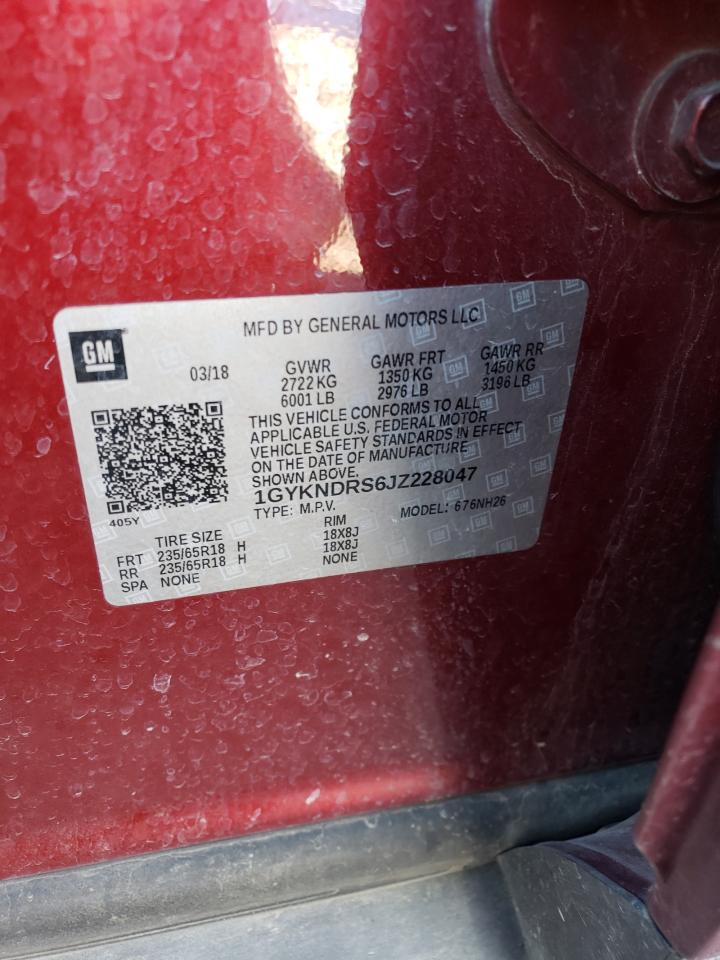 GM
MFD BY GENERAL MOTORS LLC
03/18 GVWR GAWR FRT GAWR RR
2722 KG 1350 KG 1450 KG
6001 LB 2976 LB 3196 LB
THIS VEHICLE CONFORMS TO ALL
APPLICABLE U.S. FEDERAL MOTOR
VEHICLE SAFETY STANDARDS IN EFFECT
ON THE DATE OF MANUFACTURE
SHOWN ABOVE.
1GYKNDRS6JZ228047
405Y TYPE: M.P.V. MODEL: 676NH26
TIRE SIZE RIM
FRT 235/65R18 H 18X8J
RR 235/65R18 H 18X8J
SPA NONE NONE